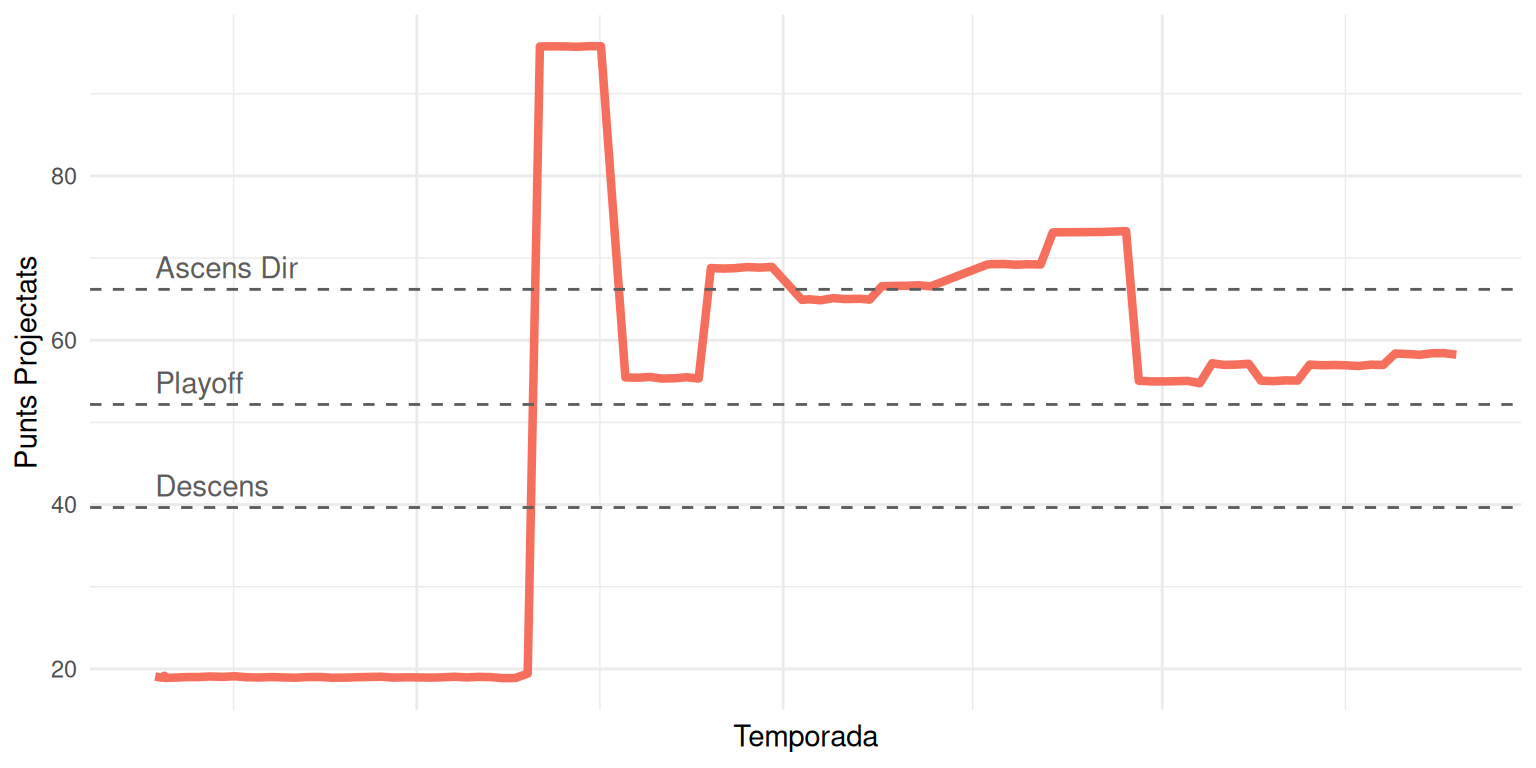 Punts Projectats
80
60
40
20
Ascens Dir
Playoff
Descens
Temporada